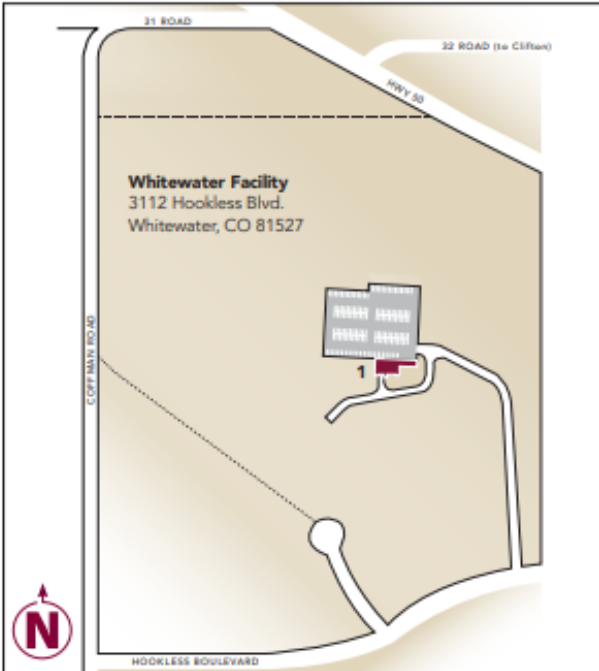 31 ROAD
32 ROAD (to Clifton)
HWY 50
Whitewater Facility
3112 Hookless Blvd.
Whitewater, CO 81527
COFFMAN ROAD
1
N
HOOKLESS BOULEVARD